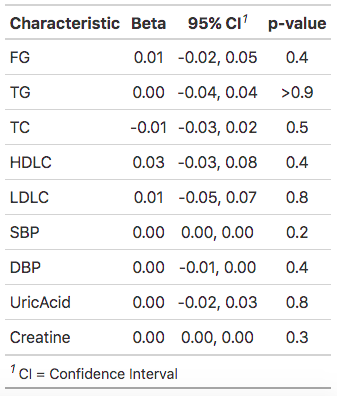 Characteristic Beta 95% CI1 p-value
FG 0.01 -0.02, 0.05 0.4
TG 0.00 -0.04, 0.04 >0.9
TC -0.01 -0.03, 0.02 0.5
HDLC 0.03 -0.03, 0.08 0.4
LDLC 0.01 -0.05, 0.07 0.8
SBP 0.00 0.00, 0.00 0.2
DBP 0.00 -0.01, 0.00 0.4
UricAcid 0.00 -0.02, 0.03 0.8
Creatine 0.00 0.00, 0.00 0.3
1 CI = Confidence Interval